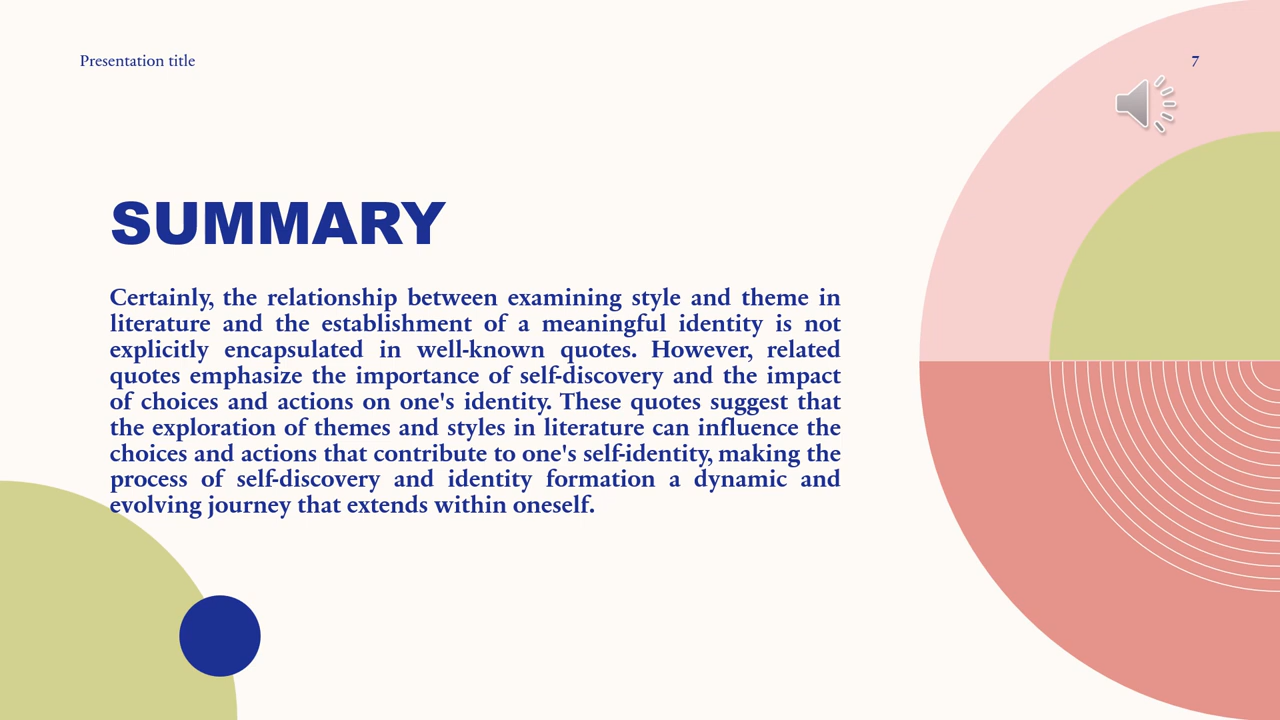 Presentation title
7
SUMMARY
Certainly, the relationship between examining style and theme in
literature and the establishment of a meaningful identity is not
explicitly encapsulated in well-known quotes. However, related
quotes emphasize the importance of self-discovery and the impact
of choices and actions on one's identity. These quotes suggest that
the exploration of themes and styles in literature can influence the
choices and actions that contribute to one's self-identity, making the
process of self-discovery and identity formation a dynamic and
evolving journey that extends within oneself.